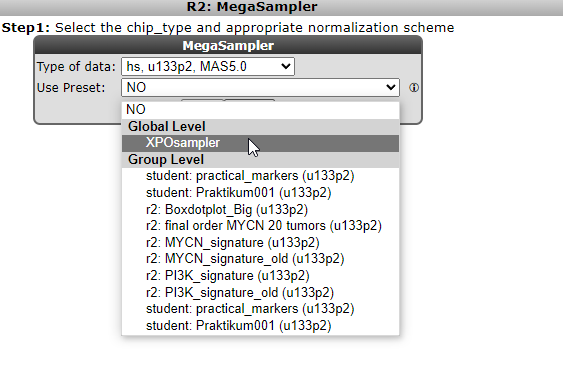 R2: MegaSampler
Step1: Select the chip_type and appropriate normalization scheme
MegaSampler
Type of data: hs, u133p2, MAS5.0
Use Preset: NO
NO
Global Level
XPOsampler
Group Level
student: practical_markers (u133p2)
student: Praktikum001 (u133p2)
r2: Boxdotplot_Big (u133p2)
r2: final order MYCN 20 tumors (u133p2)
r2: MYCN_signature (u133p2)
r2: MYCN_signature_old (u133p2)
r2: PI3K_signature (u133p2)
r2: PI3K_signature_old (u133p2)
student: practical_markers (u133p2)
student: Praktikum001 (u133p2)